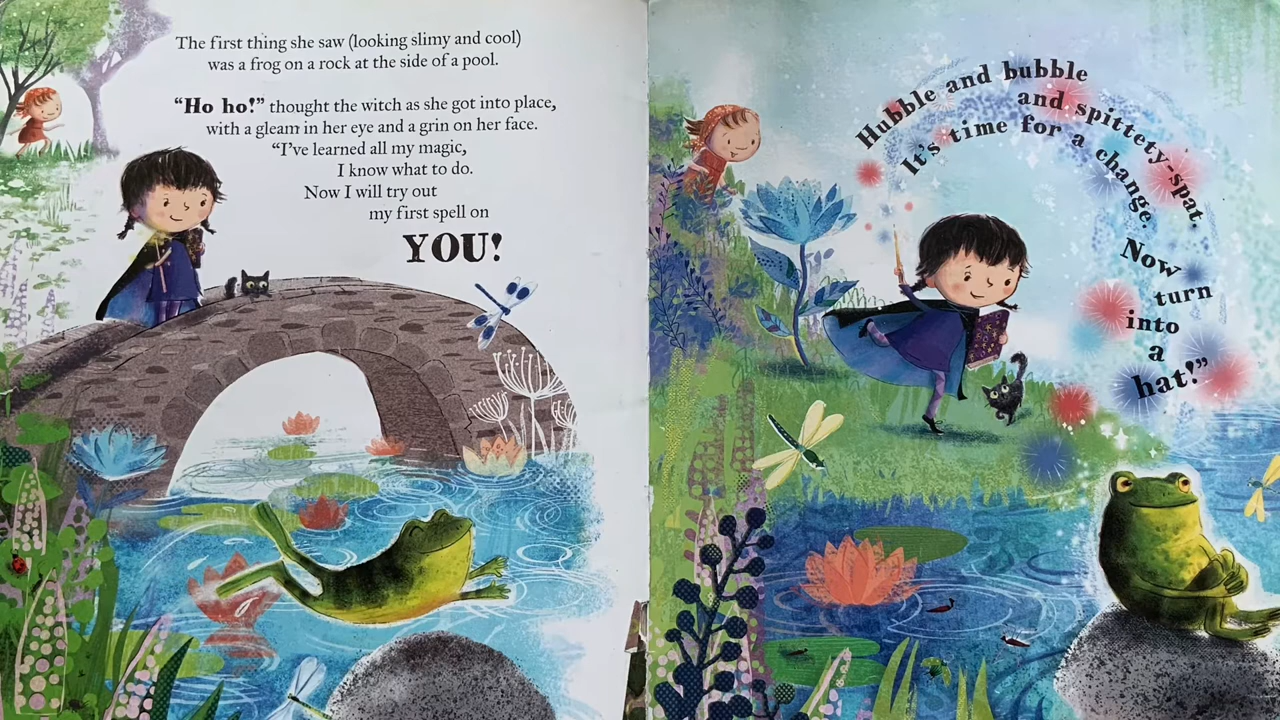 The first thing she saw (looking slimy and cool)
was a frog on a rock at the side of a pool.
“Ho ho!” thought the witch as she got into place,
with a gleam in her eye and a grin on her face.
“I’ve learned all my magic,
I know what to do.
Now I will try out
my first spell on
YOU!
Hubble and bubble
and spittety-spat.
It’s time for a change.
Now
turn
into
a
hat!”